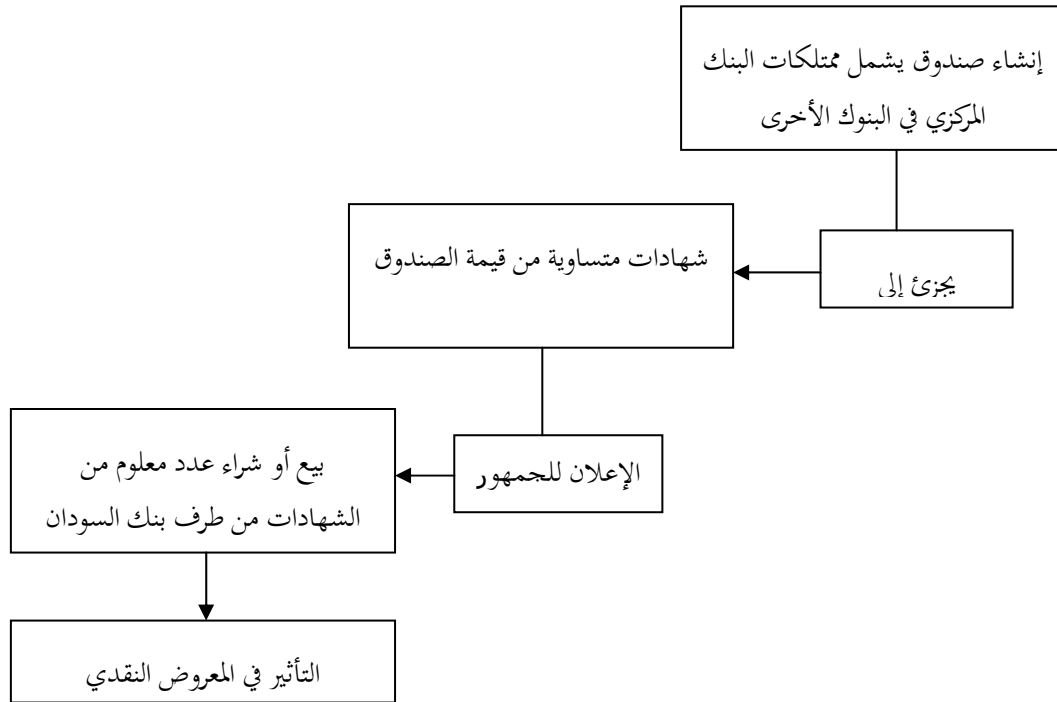 إنشاء صندوق يشمل ممتلكات البنك
المركزي في البنوك الأخرى
يجزئ إلى
شهادات متساوية من قيمة الصندوق
الإعلان للجمهور
بيع أو شراء عدد معلوم من
الشهادات من طرف بنك السودان
التأثير في المعروض النقدي